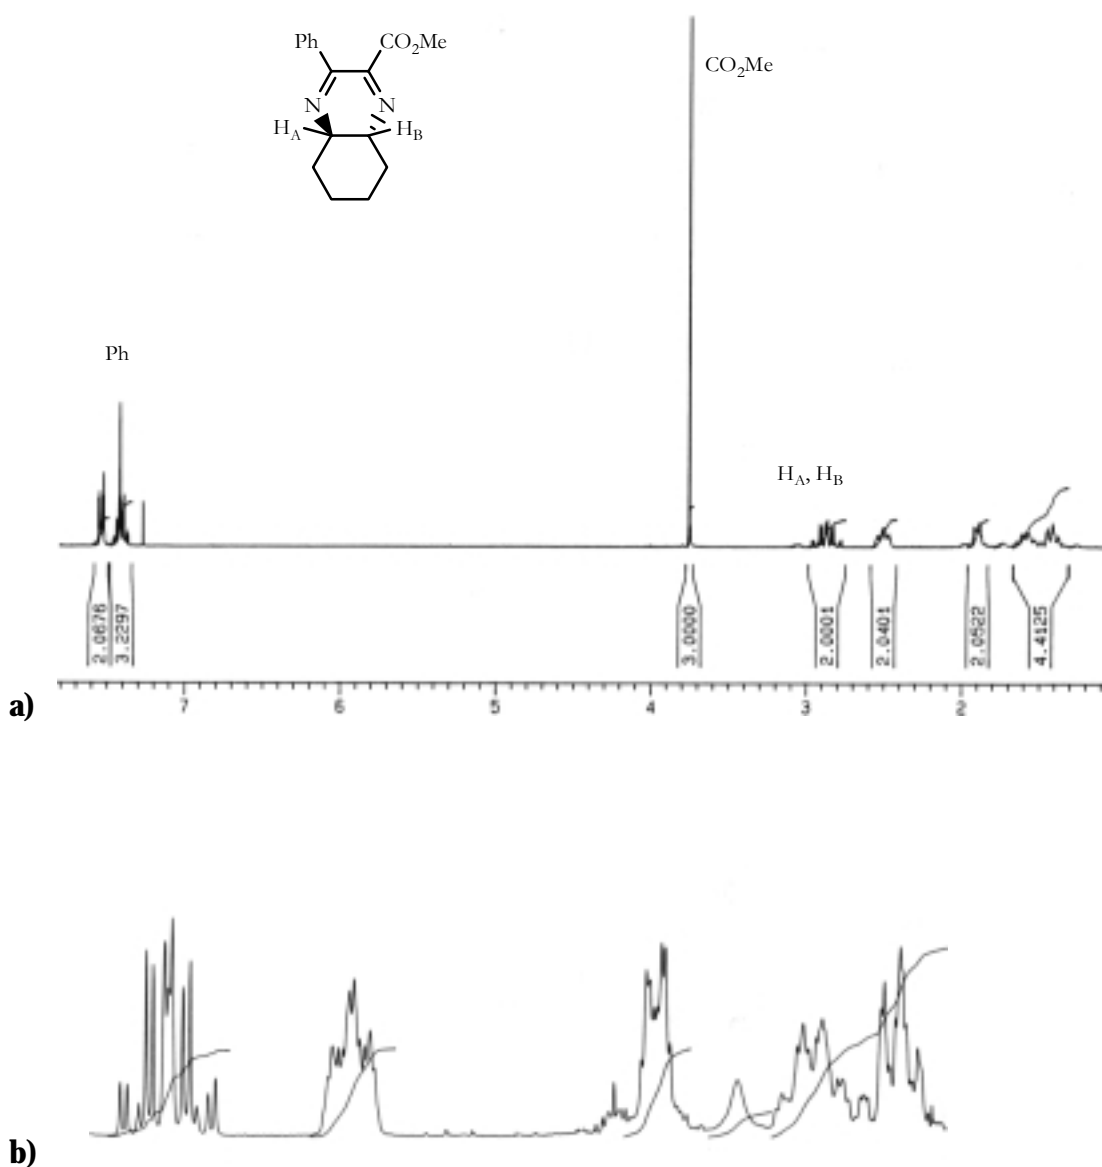 Ph
CO2Me
N
N
HA
HB
CO2Me
Ph
HA, HB
2.0676
3.2297
3.0000
2.0001
2.0401
2.0522
4.4125
7
6
5
4
3
2
a)
b)